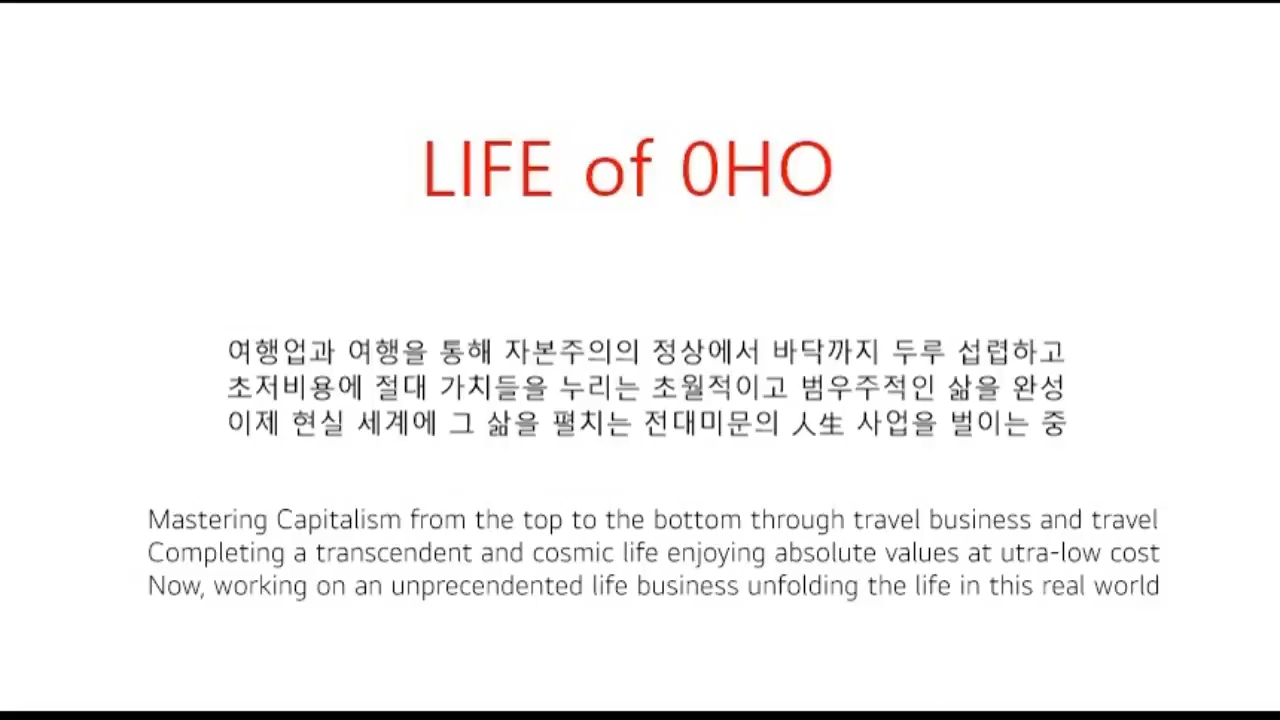 LIFE of 0HO
여행업과 여행을 통해 자본주의의 정상에서 바닥까지 두루 섭렵하고
초저비용에 절대 가치들을 누리는 초월적이고 범우주적인 삶을 완성
이제 현실 세계에 그 삶을 펼치는 전대미문의 人生 사업을 벌이는 중
Mastering Capitalism from the top to the bottom through travel business and travel
Completing a transcendent and cosmic life enjoying absolute values at utra-low cost
Now, working on an unprecendented life business unfolding the life in this real world